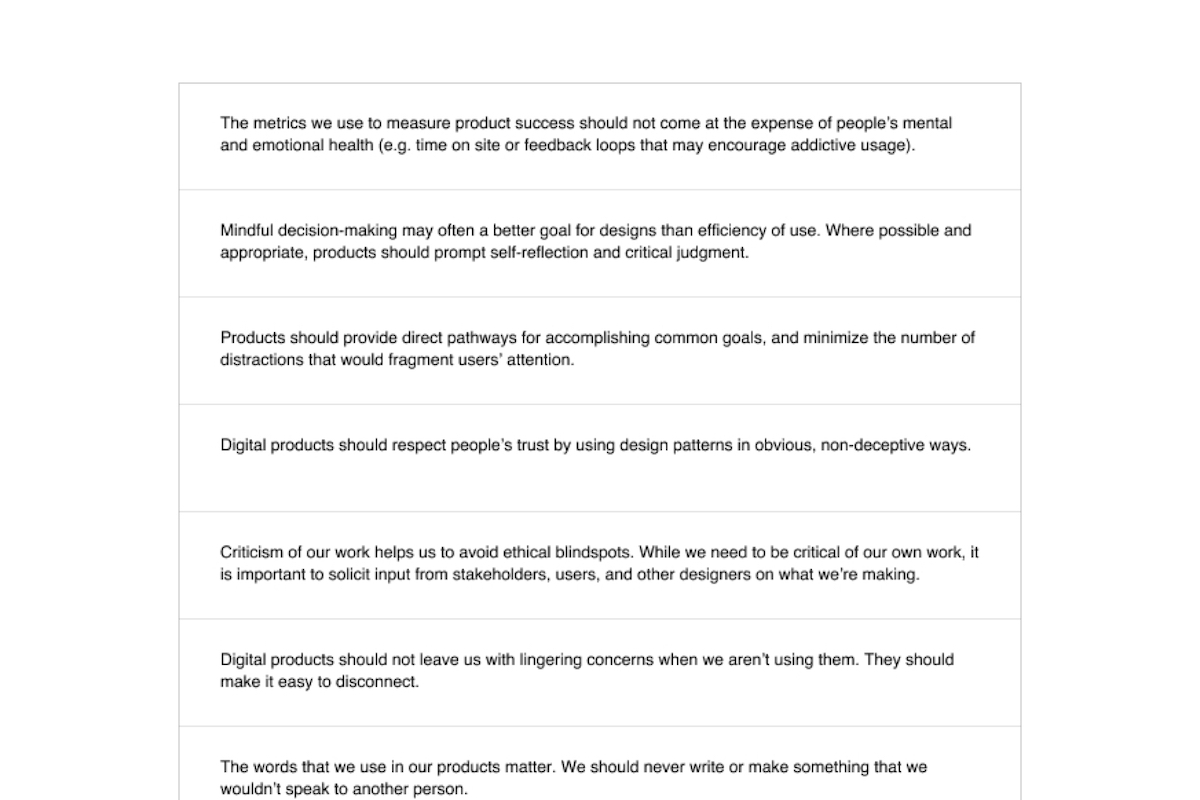 The metrics we use to measure product success should not come at the expense of people’s mental
and emotional health (e.g. time on site or feedback loops that may encourage addictive usage).
Mindful decision-making may often a better goal for designs than efficiency of use. Where possible and
appropriate, products should prompt self-reflection and critical judgment.
Products should provide direct pathways for accomplishing common goals, and minimize the number of
distractions that would fragment users’ attention.
Digital products should respect people’s trust by using design patterns in obvious, non-deceptive ways.
Criticism of our work helps us to avoid ethical blindspots. While we need to be critical of our own work, it
is important to solicit input from stakeholders, users, and other designers on what we’re making.
Digital products should not leave us with lingering concerns when we aren’t using them. They should
make it easy to disconnect.
The words that we use in our products matter. We should never write or make something that we
wouldn’t speak to another person.